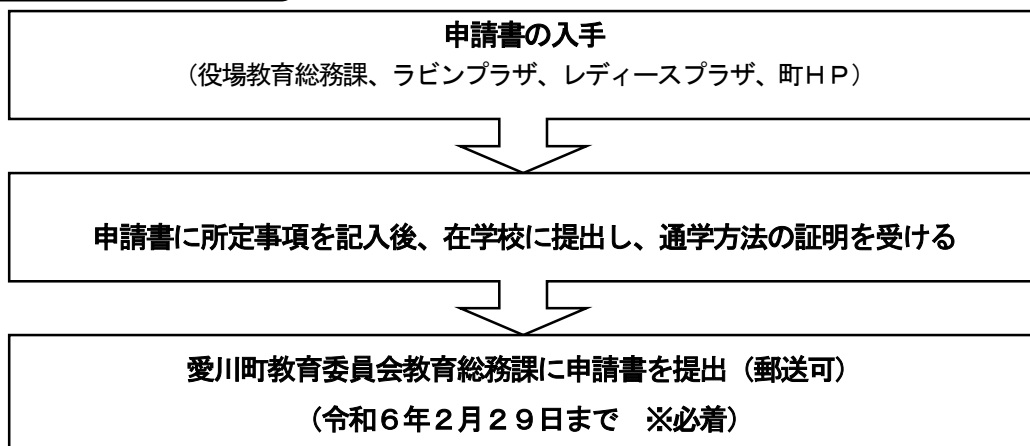 申請書の入手
（役場教育総務課、ラビンプラザ、レディースプラザ、町ＨＰ）
申請書に所定事項を記入後、在学校に提出し、通学方法の証明を受ける
愛川町教育委員会教育総務課に申請書を提出（郵送可）
（令和６年２月２９日まで　※必着）